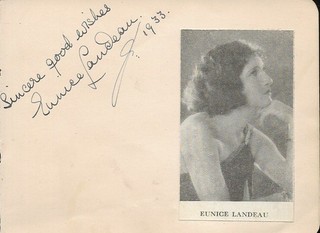 Sincere good wishes
Eunice Landeau
1933.
EUNICE LANDEAU